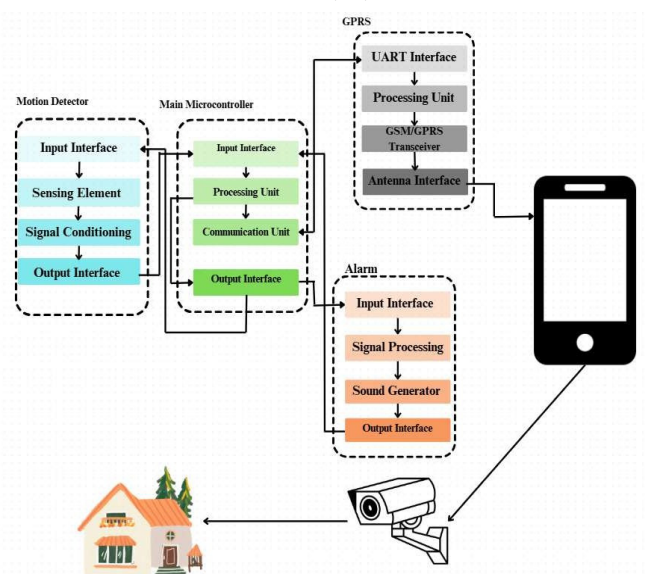 GPRS
UART Interface
Processing Unit
GSM/GPRS
Transceiver
Antenna Interface
Motion Detector
Input Interface
Sensing Element
Signal Conditioning
Output Interface
Main Microcontroller
Input Interface
Processing Unit
Communication Unit
Output Interface
Alarm
Input Interface
Signal Processing
Sound Generator
Output Interface